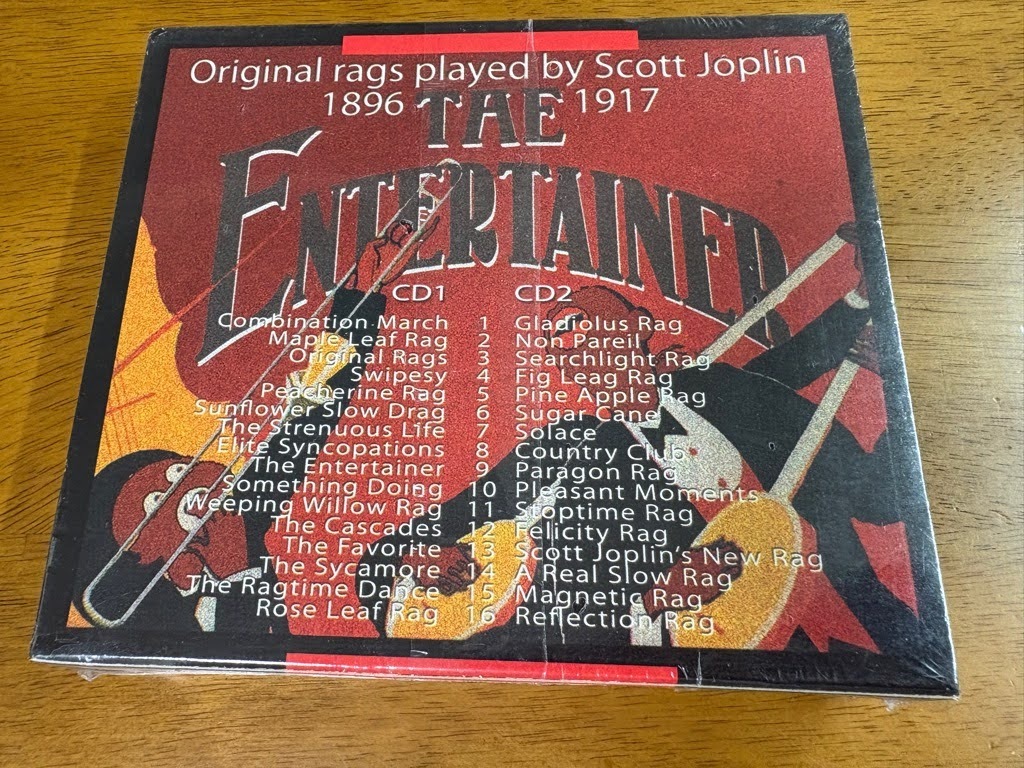 Original rags played by Scott Joplin
1896 1917
THE
ENTERTAINER
CD1 CD2
Combination March 1 Gladiolus Rag
Maple Leaf Rag 2 Non Pareil
Original Rags 3 Searchlight Rag
Swipesy 4 Fig Leag Rag
Peacherine Rag 5 Pine Apple Rag
Sunflower Slow Drag 6 Sugar Cane
The Strenuous Life 7 Solace
Elite Syncopations 8 Country Club
The Entertainer 9 Paragon Rag
Something Doing 10 Pleasant Moments
Weeping Willow Rag 11 Stoptime Rag
The Cascades 12 Felicity Rag
The Favorite 13 Scott Joplin's New Rag
The Sycamore 14 A Real Slow Rag
The Ragtime Dance 15 Magnetic Rag
Rose Leaf Rag 16 Reflection Rag